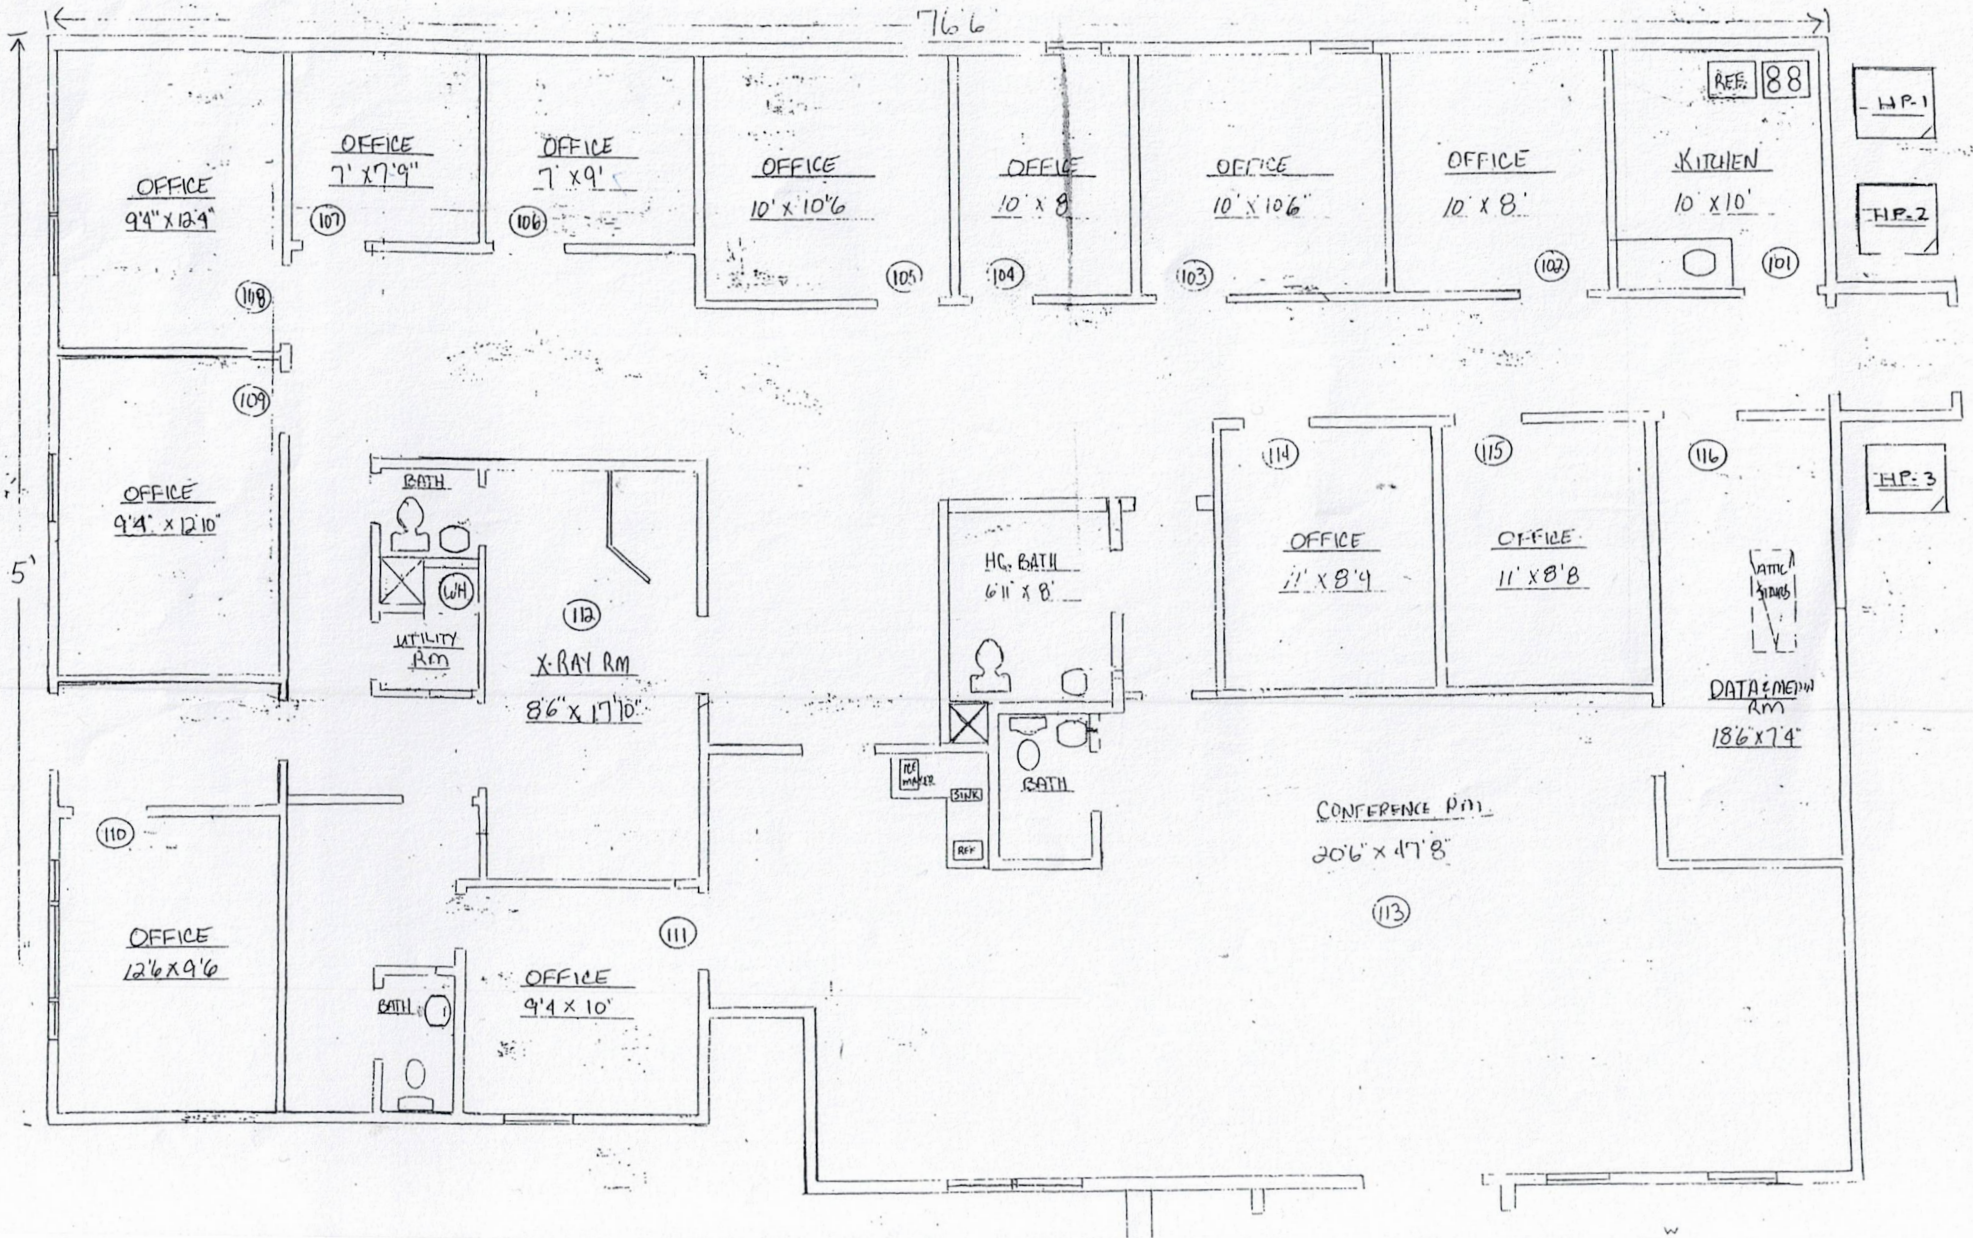 76'6
REF.
HP-1
OFFICE
9'4" X 12'4"
108
OFFICE
7' X 7'9"
107
OFFICE
7' X 9'
106
OFFICE
10' X 10'6
105
OFFICE
10' X 8
104
OFFICE
10' X 10'6"
103
OFFICE
10' X 8'
102
KITCHEN
10' X 10'
101
HP-2
109
OFFICE
9'4" X 12'10"
5'
BATH
WH
UTILITY
RM
112
X-RAY RM
8'6" X 17'10"
HC. BATH
6'11" X 8'
114
OFFICE
11' X 8'9
115
OFFICE
11' X 8'8
116
HP-3
ATTIC
DATA &
RM
18'6" X 7'4"
ICE
MAKER
SINK
REF
BATH
CONFERENCE RM.
20'6" X 47'8"
113
110
OFFICE
12'6 X 9'6
BATH
111
OFFICE
9'4 X 10'
W